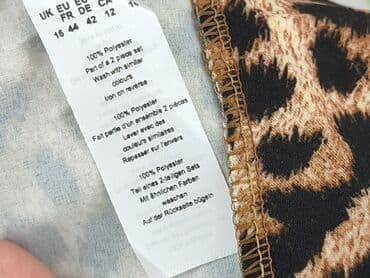 UK EU
FR DE CA
16 44 42 12
100% Polyester
Part of a 2 piece set
Wash with similar
colours
Iron on reverse
100% Polyester
Fait partie d'un ensemble 2 pièces
Laver avec des
couleurs similaires
Repasser sur l'envers
100% Polyester
Teil eines 2-teiligen Sets
Mit ähnlichen Farben
waschen
Auf der Rückseite bügeln